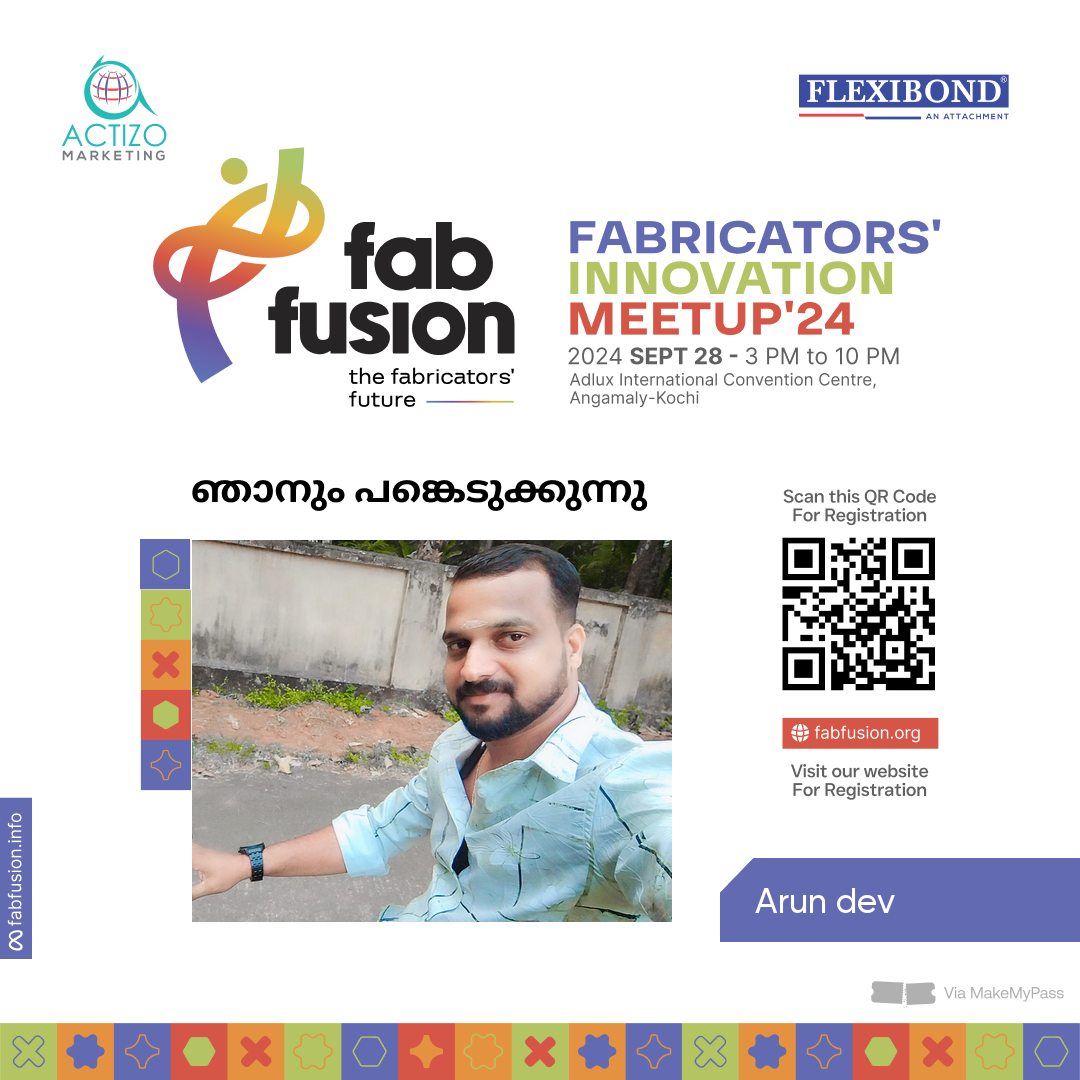 ACTIZO
MARKETING
FLEXIBOND®
AN ATTACHMENT
fab
fusion
the fabricators'
future
FABRICATORS'
INNOVATION
MEETUP'24
2024 SEPT 28 - 3 PM to 10 PM
Adlux International Convention Centre,
Angamaly-Kochi
ഞാനും പങ്കെടുക്കുന്നു
Scan this QR Code
For Registration
fabfusion.org
Visit our website
For Registration
fabfusion.info
Arun dev
Via MakeMyPass